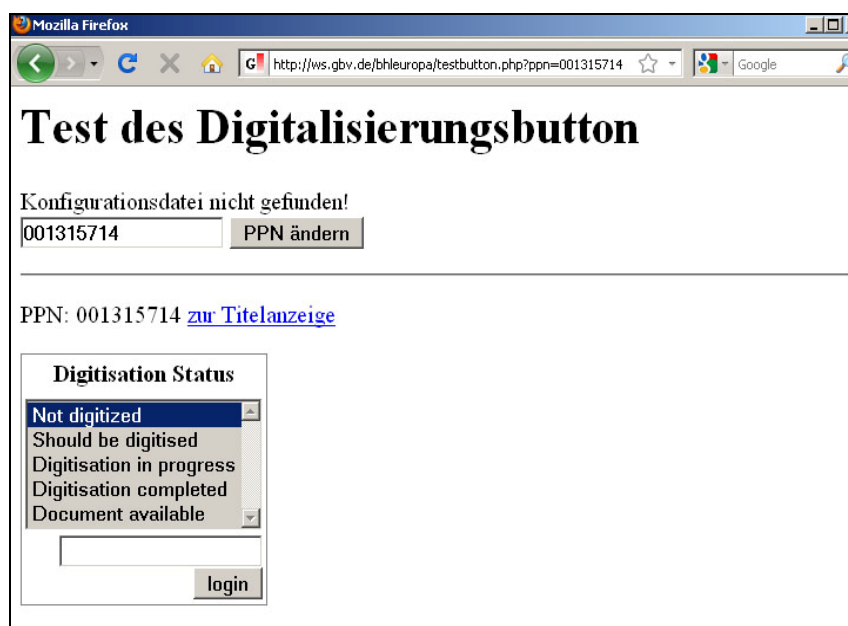 Mozilla Firefox
http://ws.gbv.de/bhleuropa/testbutton.php?ppn=001315714
Google
Test des Digitalisierungsbutton
Konfigurationsdatei nicht gefunden!
001315714 PPN ändern
PPN: 001315714 zur Titelanzeige
Digitisation Status
Not digitized
Should be digitised
Digitisation in progress
Digitisation completed
Document available
login